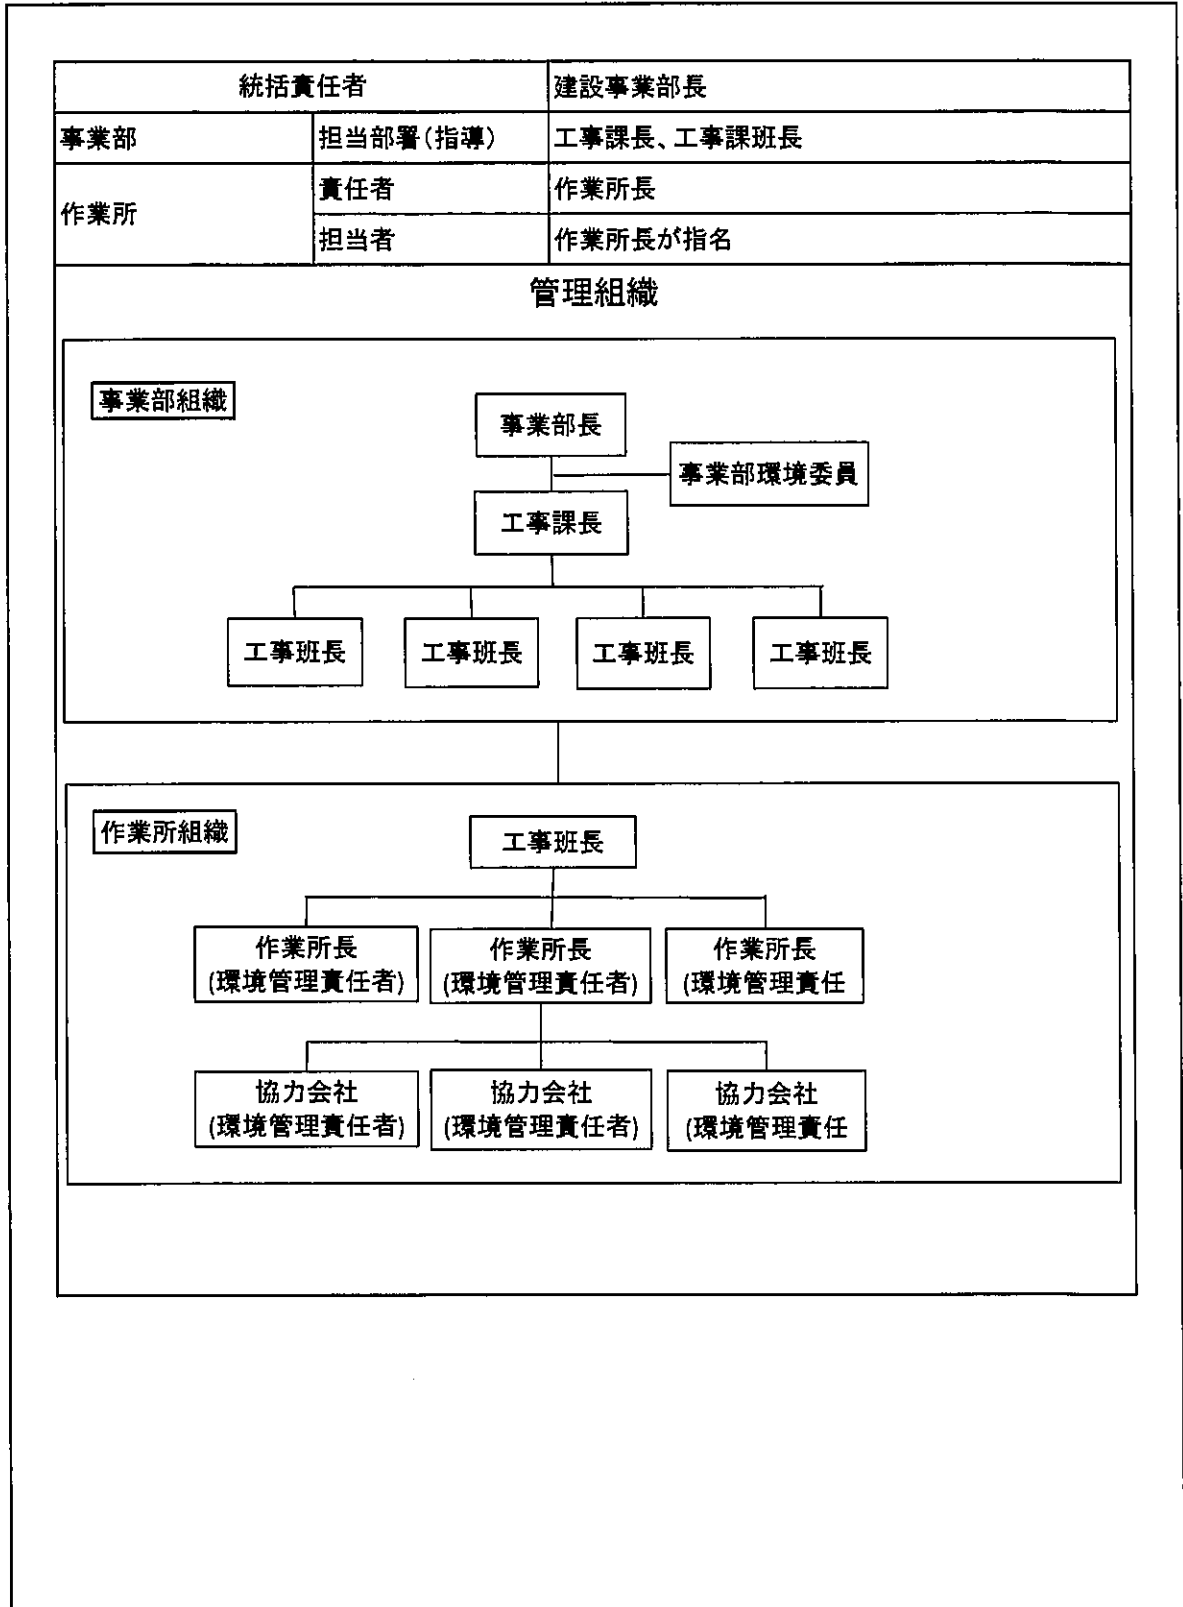 統括責任者 建設事業部長
事業部 担当部署(指導) 工事課長、工事課班長
作業所 責任者 作業所長
担当者 作業所長が指名
管理組織
事業部組織
事業部長
事業部環境委員
工事課長
工事班長 工事班長 工事班長 工事班長
作業所組織
工事班長
作業所長 作業所長 作業所長
(環境管理責任者) (環境管理責任者) (環境管理責任
協力会社 協力会社 協力会社
(環境管理責任者) (環境管理責任者) (環境管理責任